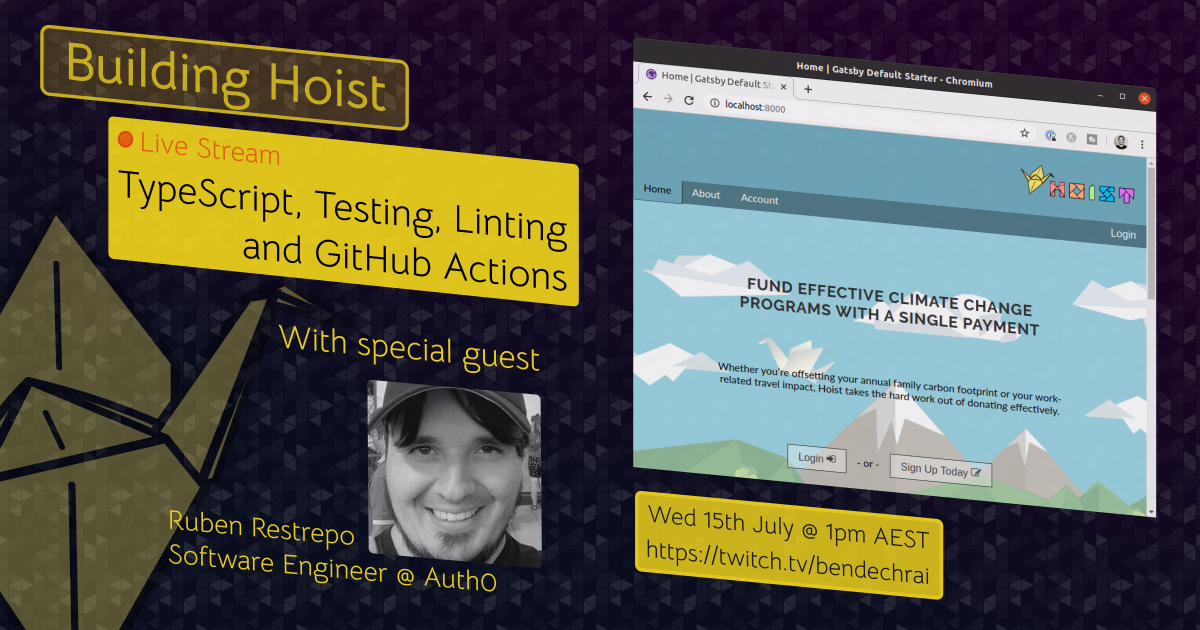 Building Hoist
Live Stream
TypeScript, Testing, Linting
and GitHub Actions
With special guest
Ruben Restrepo
Software Engineer @ Auth0
Home | Gatsby Default Starter - Chromium
Home | Gatsby Default St
localhost:8000
HOIST
Home
About
Account
Login
FUND EFFECTIVE CLIMATE CHANGE
PROGRAMS WITH A SINGLE PAYMENT
Whether you're offsetting your annual family carbon footprint or your work-
related travel impact, Hoist takes the hard work out of donating effectively.
Login
- or -
Sign Up Today
Wed 15th July @ 1pm AEST
https://twitch.tv/bendechrai